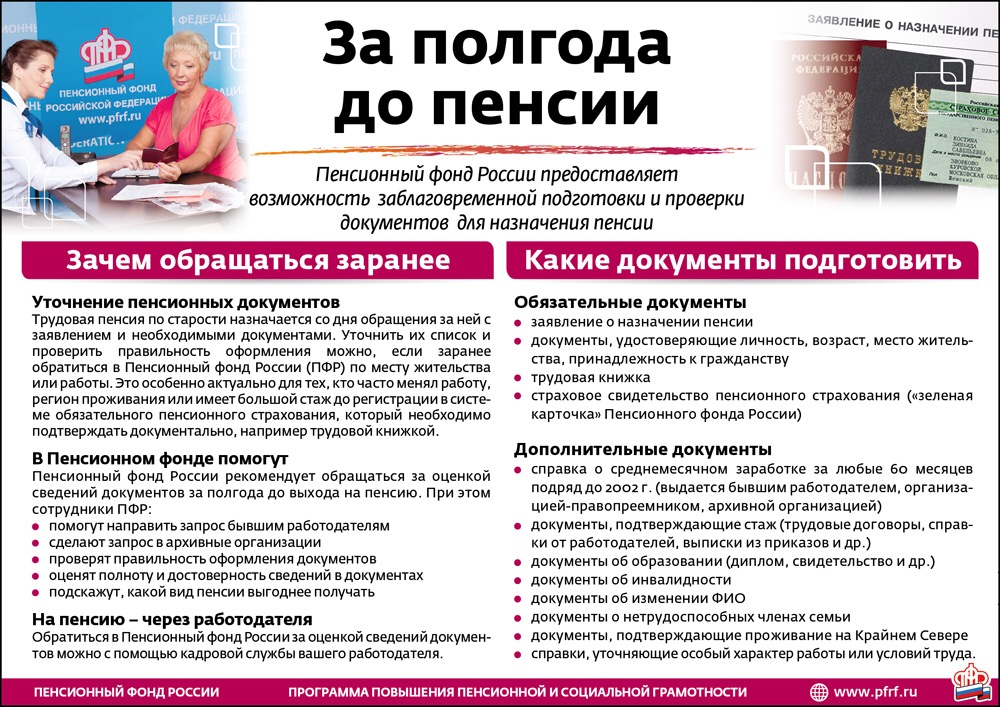 За полгода
до пенсии
Пенсионный фонд России предоставляет
возможность заблаговременной подготовки и проверки
документов для назначения пенсии
ПЕНСИОННЫЙ ФОНД
РОССИЙСКОЙ ФЕДЕРАЦИИ
www.pfrf.ru
ЗАЯВЛЕНИЕ О НАЗНАЧЕНИИ ПЕ
РОССИЙСКАЯ
ФЕДЕРАЦИЯ
ТРУДОВ
КНИЖ
КОСТИНА
ЗИНАИДА
САВЕЛЬЕВНА
ЗВОРКОВО
КУРОВСКОЕ
МОСКОВСКАЯ ОБЛ
Женский
Зачем обращаться заранее
Уточнение пенсионных документов
Трудовая пенсия по старости назначается со дня обращения за ней с
заявлением и необходимыми документами. Уточнить их список и
проверить правильность оформления можно, если заранее
обратиться в Пенсионный фонд России (ПФР) по месту жительства
или работы. Это особенно актуально для тех, кто часто менял работу,
регион проживания или имеет большой стаж до регистрации в систе-
ме обязательного пенсионного страхования, который необходимо
подтверждать документально, например трудовой книжкой.
В Пенсионном фонде помогут
Пенсионный фонд России рекомендует обращаться за оценкой
сведений документов за полгода до выхода на пенсию. При этом
сотрудники ПФР:
помогут направить запрос бывшим работодателям
сделают запрос в архивные организации
проверят правильность оформления документов
оценят полноту и достоверность сведений в документах
подскажут, какой вид пенсии выгоднее получать
На пенсию – через работодателя
Обратиться в Пенсионный фонд России за оценкой сведений докумен-
тов можно с помощью кадровой службы вашего работодателя.
Какие документы подготовить
Обязательные документы
заявление о назначении пенсии
документы, удостоверяющие личность, возраст, место житель-
ства, принадлежность к гражданству
трудовая книжка
страховое свидетельство пенсионного страхования («зеленая
карточка» Пенсионного фонда России)
Дополнительные документы
справка о среднемесячном заработке за любые 60 месяцев
подряд до 2002 г. (выдается бывшим работодателем, организа-
цией-правопреемником, архивной организацией)
документы, подтверждающие стаж (трудовые договоры, справ-
ки от работодателей, выписки из приказов и др.)
документы об образовании (диплом, свидетельство и др.)
документы об инвалидности
документы об изменении ФИО
документы о нетрудоспособных членах семьи
документы, подтверждающие проживание на Крайнем Севере
справки, уточняющие особый характер работы или условий труда.
ПЕНСИОННЫЙ ФОНД РОССИИ
ПРОГРАММА ПОВЫШЕНИЯ ПЕНСИОННОЙ И СОЦИАЛЬНОЙ ГРАМОТНОСТИ
www.pfrf.ru